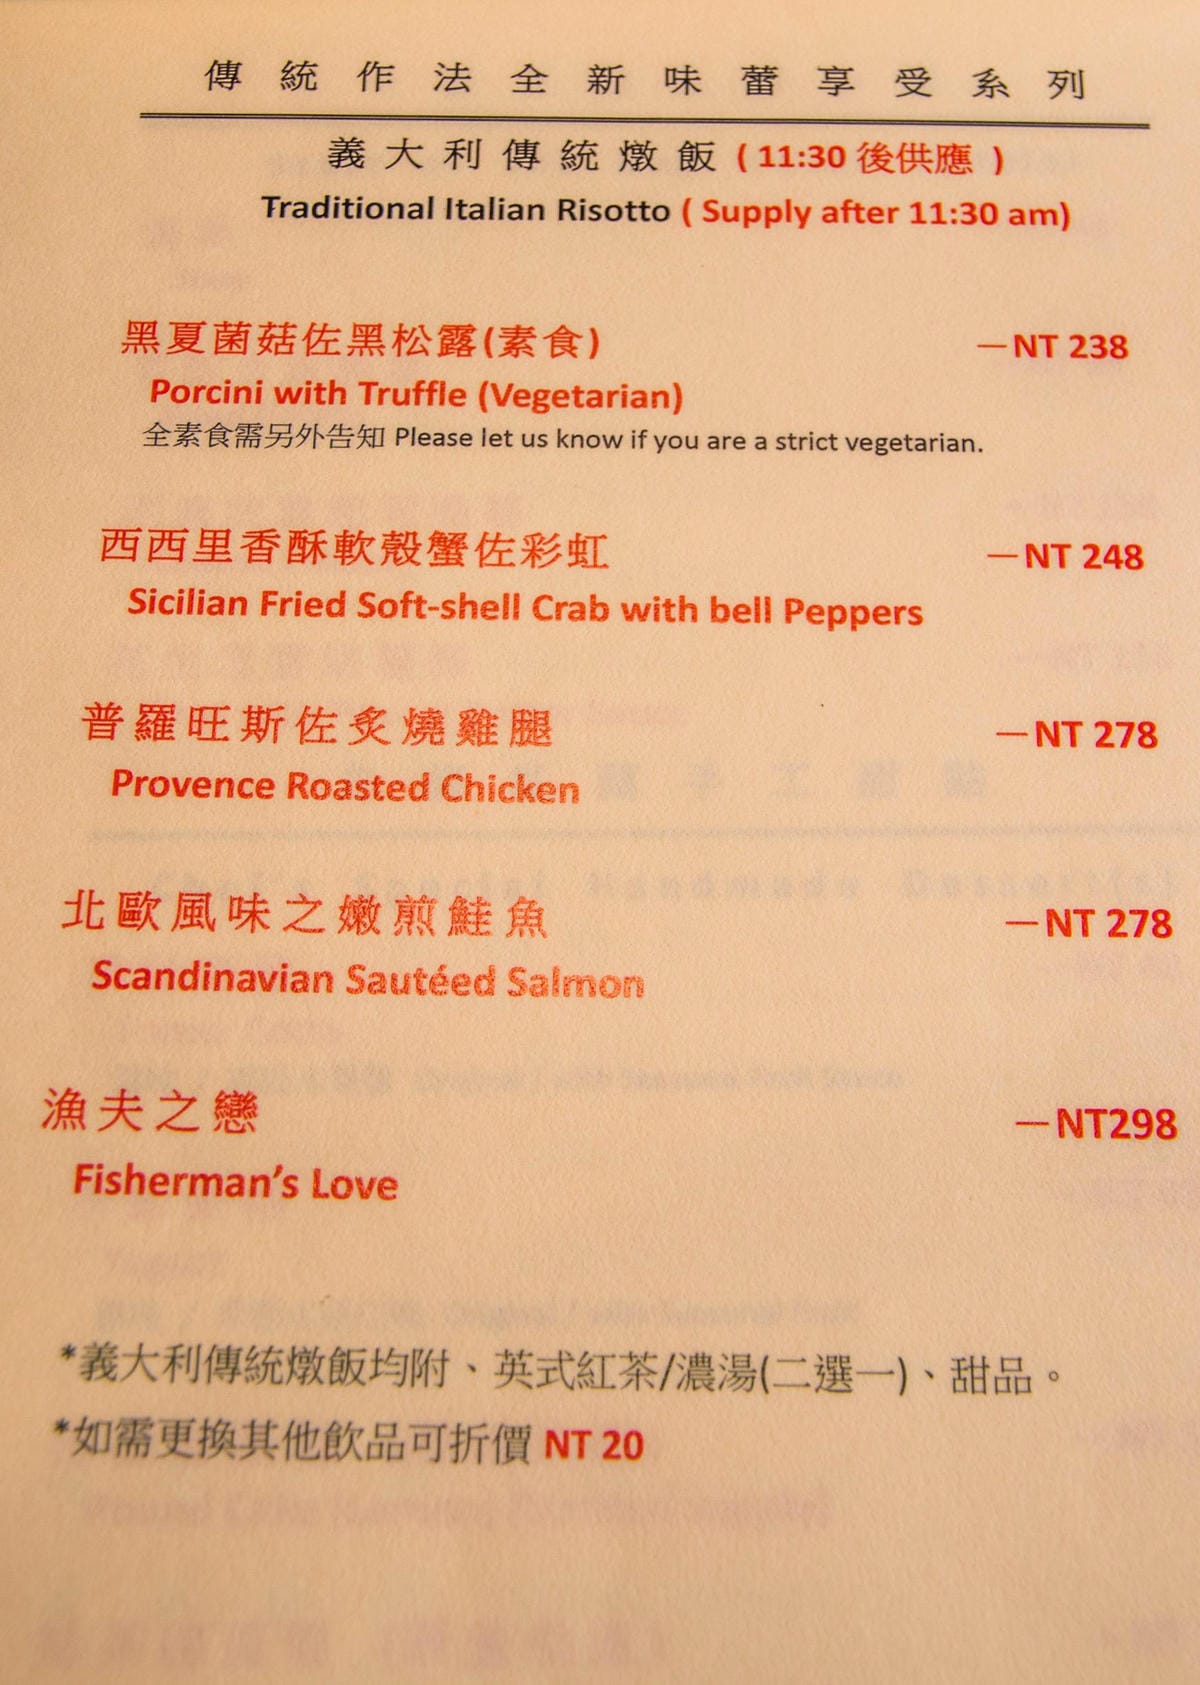 傳統作法全新味蕾享受系列
義大利傳統燉飯 ( 11:30 後供應 )
Traditional Italian Risotto ( Supply after 11:30 am)
黑夏菌菇佐黑松露(素食) —NT 238
Porcini with Truffle (Vegetarian)
全素食需另外告知 Please let us know if you are a strict vegetarian.
西西里香酥軟殼蟹佐彩虹 —NT 248
Sicilian Fried Soft-shell Crab with bell Peppers
普羅旺斯佐炙燒雞腿 —NT 278
Provence Roasted Chicken
北歐風味之嫩煎鮭魚 —NT 278
Scandinavian Sautéed Salmon
漁夫之戀 —NT298
Fisherman’s Love
*義大利傳統燉飯均附、英式紅茶/濃湯(二選一)、甜品。
*如需更換其他飲品可折價 NT 20